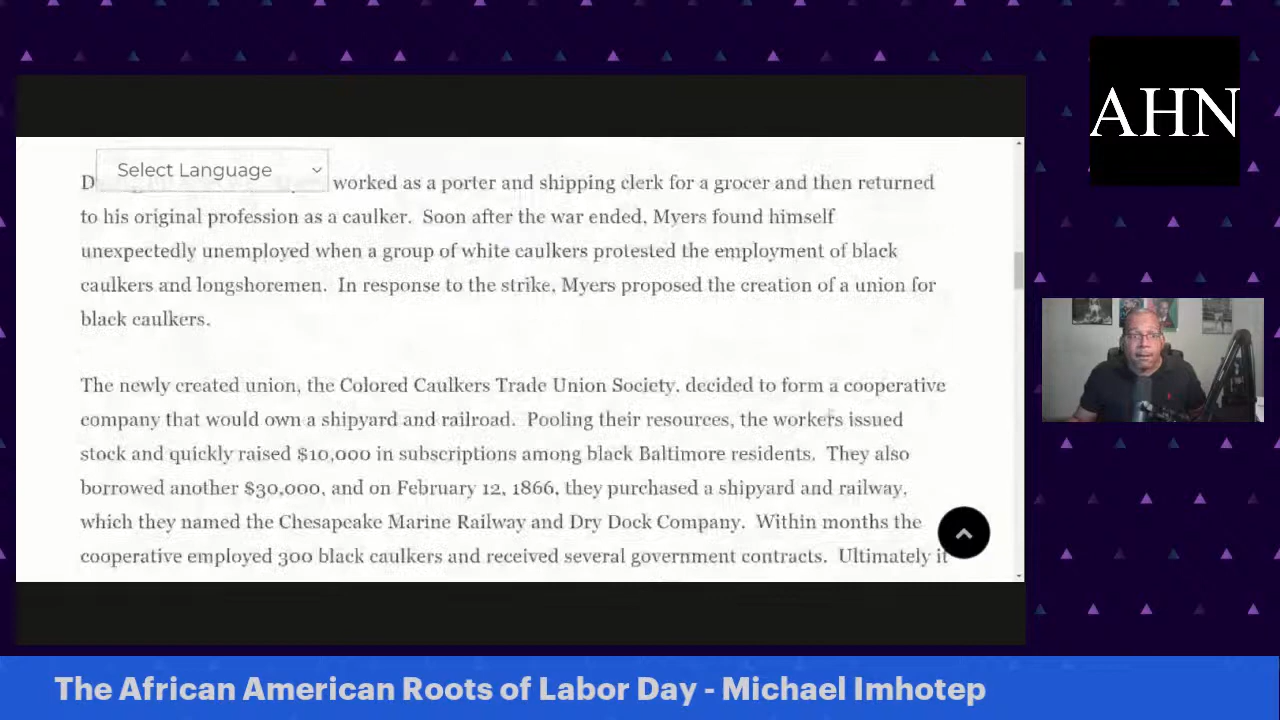 AHN
Select Language
worked as a porter and shipping clerk for a grocer and then returned
to his original profession as a caulker. Soon after the war ended, Myers found himself
unexpectedly unemployed when a group of white caulkers protested the employment of black
caulkers and longshoremen. In response to the strike, Myers proposed the creation of a union for
black caulkers.
The newly created union, the Colored Caulkers Trade Union Society, decided to form a cooperative
company that would own a shipyard and railroad. Pooling their resources, the workers issued
stock and quickly raised $10,000 in subscriptions among black Baltimore residents. They also
borrowed another $30,000, and on February 12, 1866, they purchased a shipyard and railway,
which they named the Chesapeake Marine Railway and Dry Dock Company. Within months the
cooperative employed 300 black caulkers and received several government contracts. Ultimately it
The African American Roots of Labor Day - Michael Imhotep